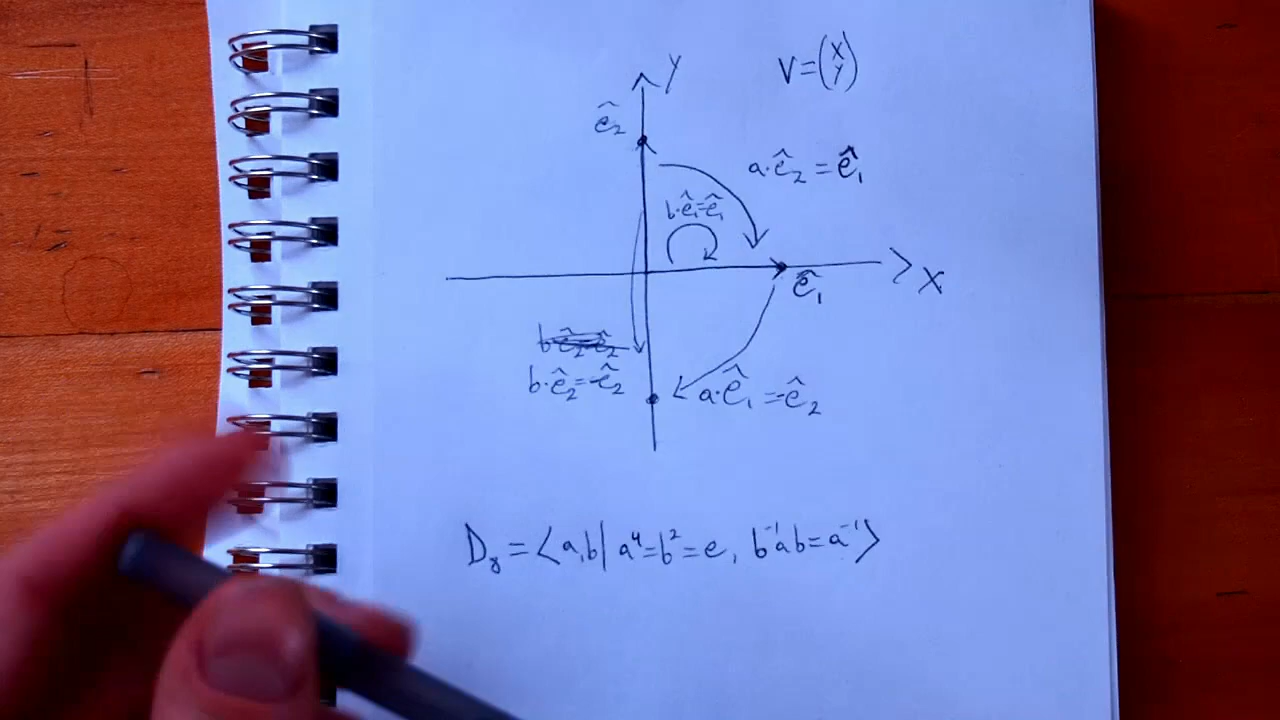 y
V=(x y)
ê₂
a·ê₂=ê₁
b·ê₁=ê₁
ê₁
x
b·ê₂=-ê₂
a·ê₁=-ê₂
D₈=⟨a,b| a⁴=b²=e, b⁻¹ab=a⁻¹⟩